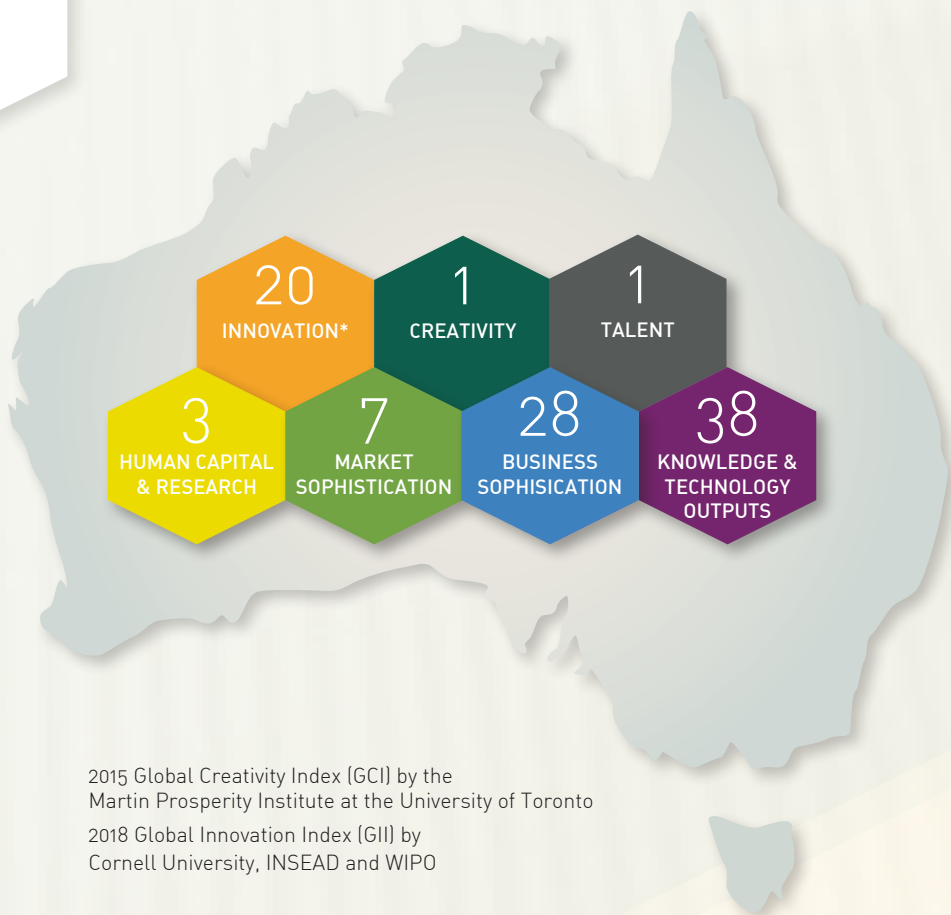 20
INNOVATION*
1
CREATIVITY
1
TALENT
3
HUMAN CAPITAL
& RESEARCH
7
MARKET
SOPHISTICATION
28
BUSINESS
SOPHISICATION
38
KNOWLEDGE &
TECHNOLOGY
OUTPUTS
2015 Global Creativity Index (GCI) by the
Martin Prosperity Institute at the University of Toronto
2018 Global Innovation Index (GII) by
Cornell University, INSEAD and WIPO